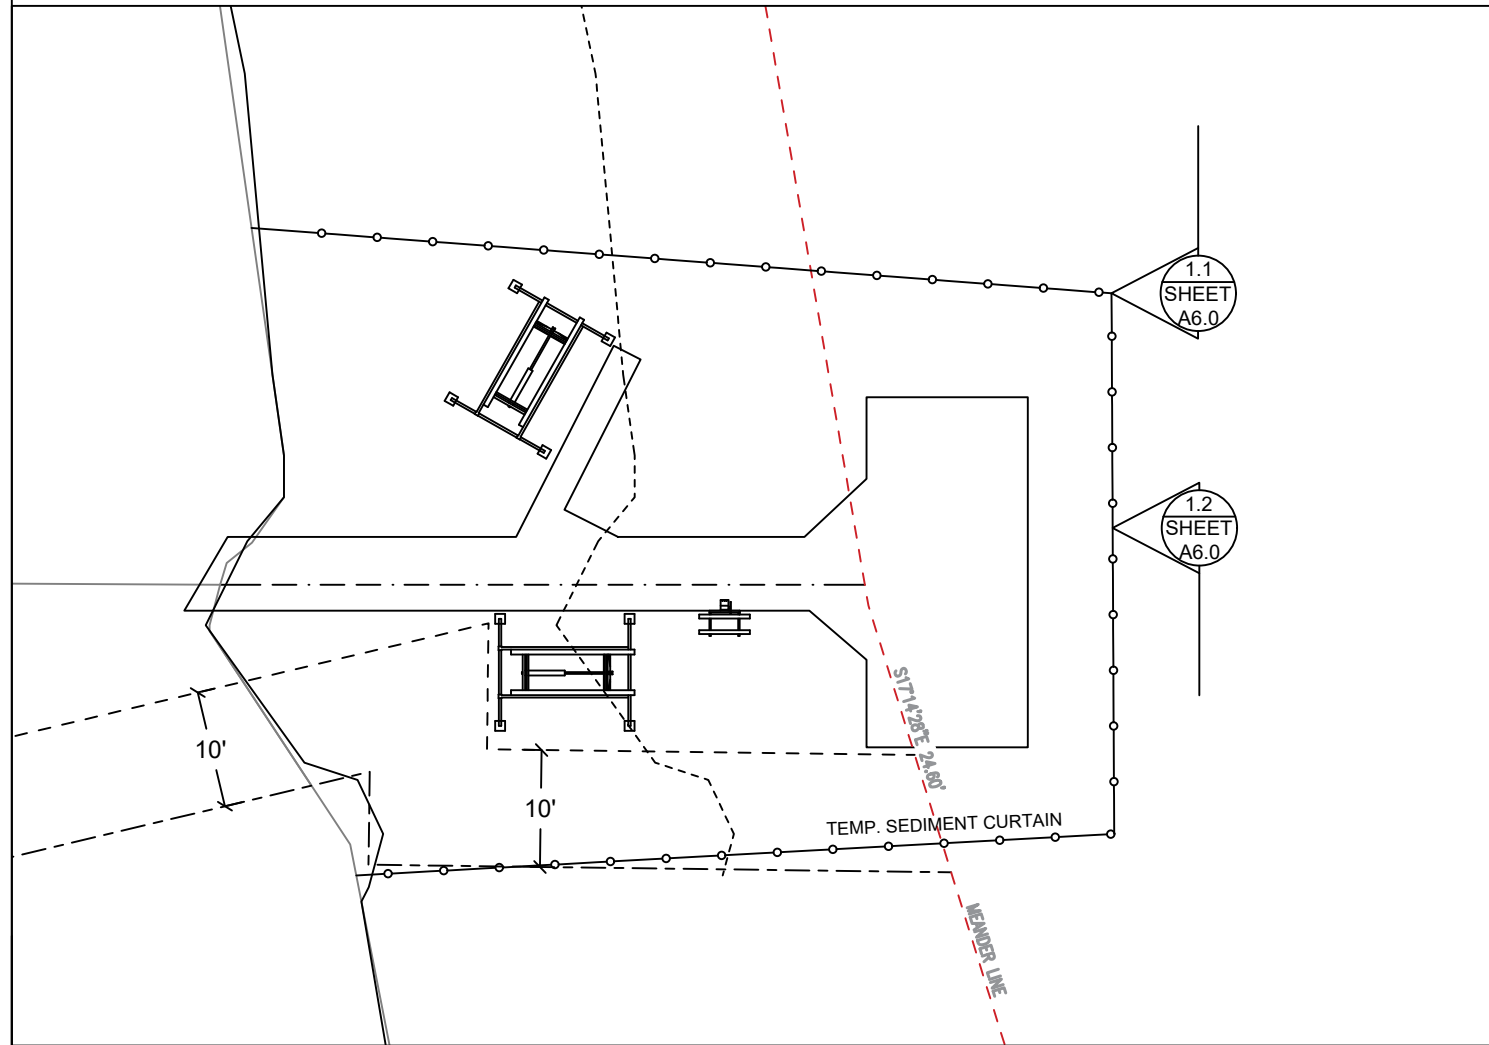 1.1
SHEET
A6.0
1.2
SHEET
A6.0
S17°14'28"E 24.60'
10'
10'
TEMP. SEDIMENT CURTAIN
MEANDER LINE